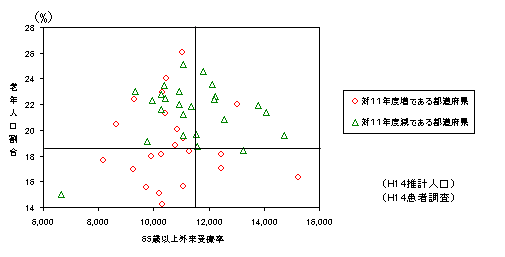 (%)
28
26
24
22
20
18
16
14
老年人口割合
6,000
8,000
10,000
12,000
14,000
16,000
65歳以上外来受療率
対11年度増である都道府県
対11年度減である都道府県
(H14推計人口)
(H14患者調査)